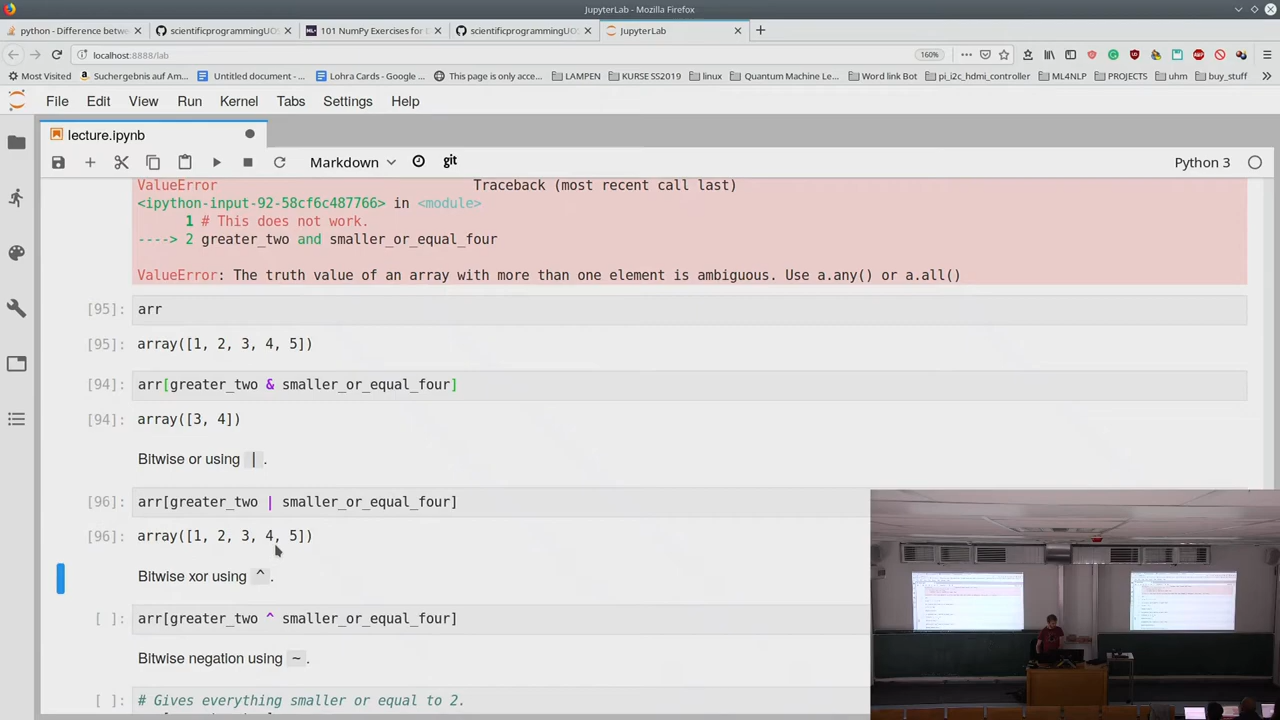 JupyterLab - Mozilla Firefox
python - Difference betwe
scientificprogrammingUOS
101 NumPy Exercises for D
scientificprogrammingUOS
JupyterLab
localhost:8888/lab
160%
Most Visited
Suchergebnis auf Am...
Untitled document -...
Lohra Cards - Google ...
This page is only acce...
LAMPEN
KURSE SS2019
linux
Quantum Machine Le...
Word link Bot
pi_i2c_hdmi_controller
ML4NLP
PROJECTS
uhm
buy_stuff
File Edit View Run Kernel Tabs Settings Help
lecture.ipynb
Markdown
git
Python 3
ValueError Traceback (most recent call last)
<ipython-input-92-58cf6c487766> in <module>
1 # This does not work.
----> 2 greater_two and smaller_or_equal_four
ValueError: The truth value of an array with more than one element is ambiguous. Use a.any() or a.all()
[95]: arr
[95]: array([1, 2, 3, 4, 5])
[94]: arr[greater_two & smaller_or_equal_four]
[94]: array([3, 4])
Bitwise or using |.
[96]: arr[greater_two | smaller_or_equal_four]
[96]: array([1, 2, 3, 4, 5])
Bitwise xor using ^.
[ ]: arr[greater_two ^ smaller_or_equal_four]
Bitwise negation using ~.
[ ]: # Gives everything smaller or equal to 2.